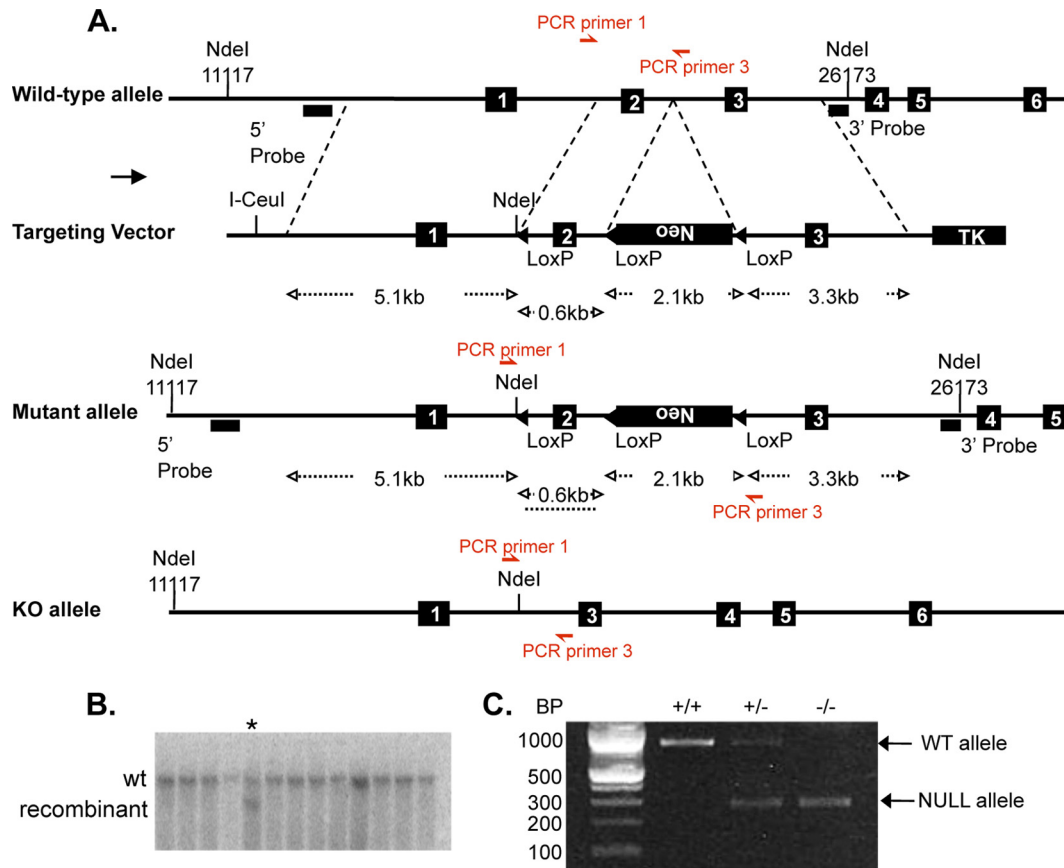 A.
PCR primer 1
NdeI
11117
PCR primer 3
NdeI
26173
Wild-type allele
1
2
3
4
5
6
5'
Probe
3' Probe
I-CeuI
NdeI
Targeting Vector
1
2
Neo
3
TK
LoxP
LoxP
LoxP
5.1kb
0.6kb
2.1kb
3.3kb
PCR primer 1
NdeI
11117
NdeI
NdeI
26173
Mutant allele
1
2
Neo
3
4
5
5'
Probe
LoxP
LoxP
LoxP
3' Probe
5.1kb
0.6kb
2.1kb
3.3kb
PCR primer 3
PCR primer 1
NdeI
11117
NdeI
KO allele
1
3
4
5
6
PCR primer 3
B.
*
wt
recombinant
C.
BP
+/+
+/-
-/-
1000
500
300
200
100
WT allele
NULL allele